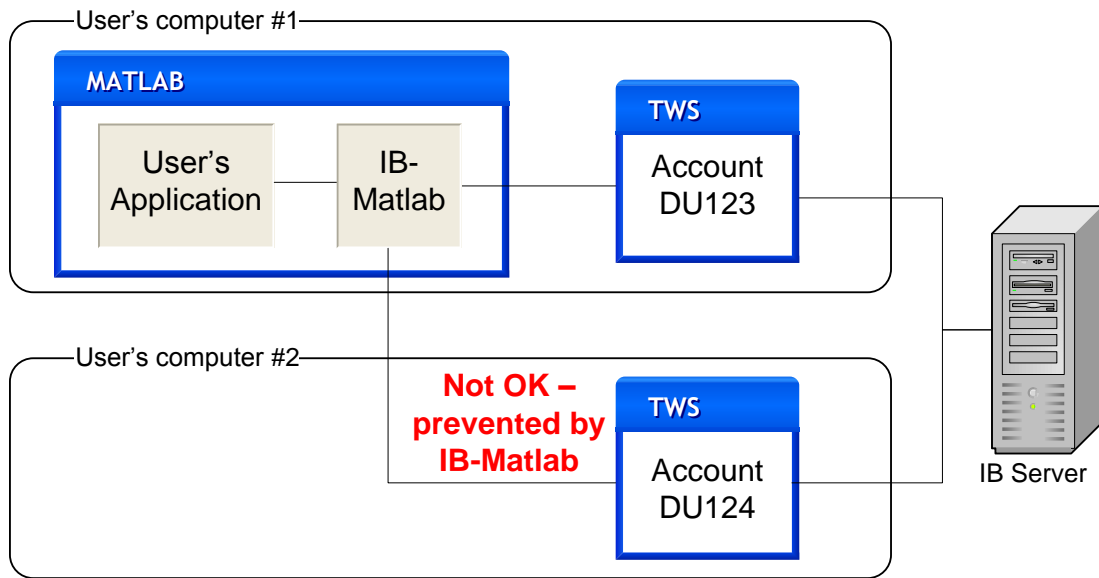 User's computer #1
MATLAB
User's
Application
IB-
Matlab
TWS
Account
DU123
IB Server
User's computer #2
Not OK –
prevented by
IB-Matlab
TWS
Account
DU124